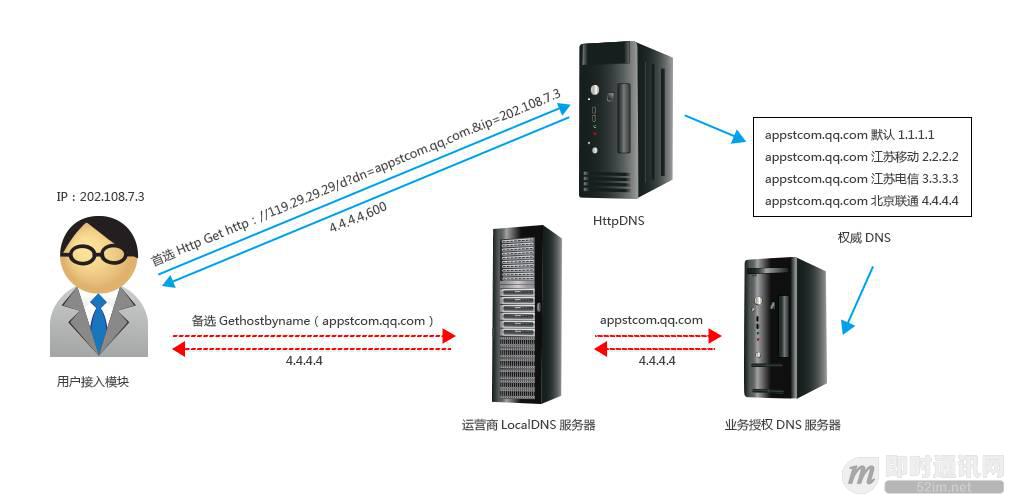 首选 Http Get http：//119.29.29.29/d?dn=appstcom.qq.com.&ip=202.108.7.3
4.4.4.4,600
HttpDNS
appstcom.qq.com 默认 1.1.1.1
appstcom.qq.com 江苏移动 2.2.2.2
appstcom.qq.com 江苏电信 3.3.3.3
appstcom.qq.com 北京联通 4.4.4.4
权威 DNS
IP：202.108.7.3
用户接入模块
备选 Gethostbyname（appstcom.qq.com）
4.4.4.4
运营商 LocalDNS 服务器
appstcom.qq.com
4.4.4.4
业务授权 DNS 服务器
m 即时通讯网
52im.net